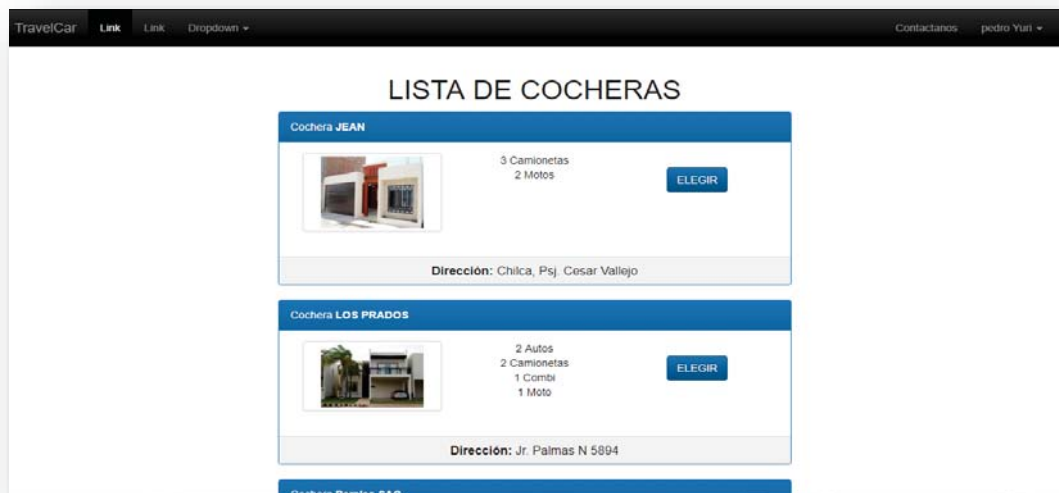 TravelCar Link Link Dropdown Contactanos pedro Yuri
LISTA DE COCHERAS
Cochera JEAN
3 Camionetas
2 Motos
ELEGIR
Dirección: Chilca, Psj. Cesar Vallejo
Cochera LOS PRADOS
2 Autos
2 Camionetas
1 Combi
1 Moto
ELEGIR
Dirección: Jr. Palmas N 5894
Cochera